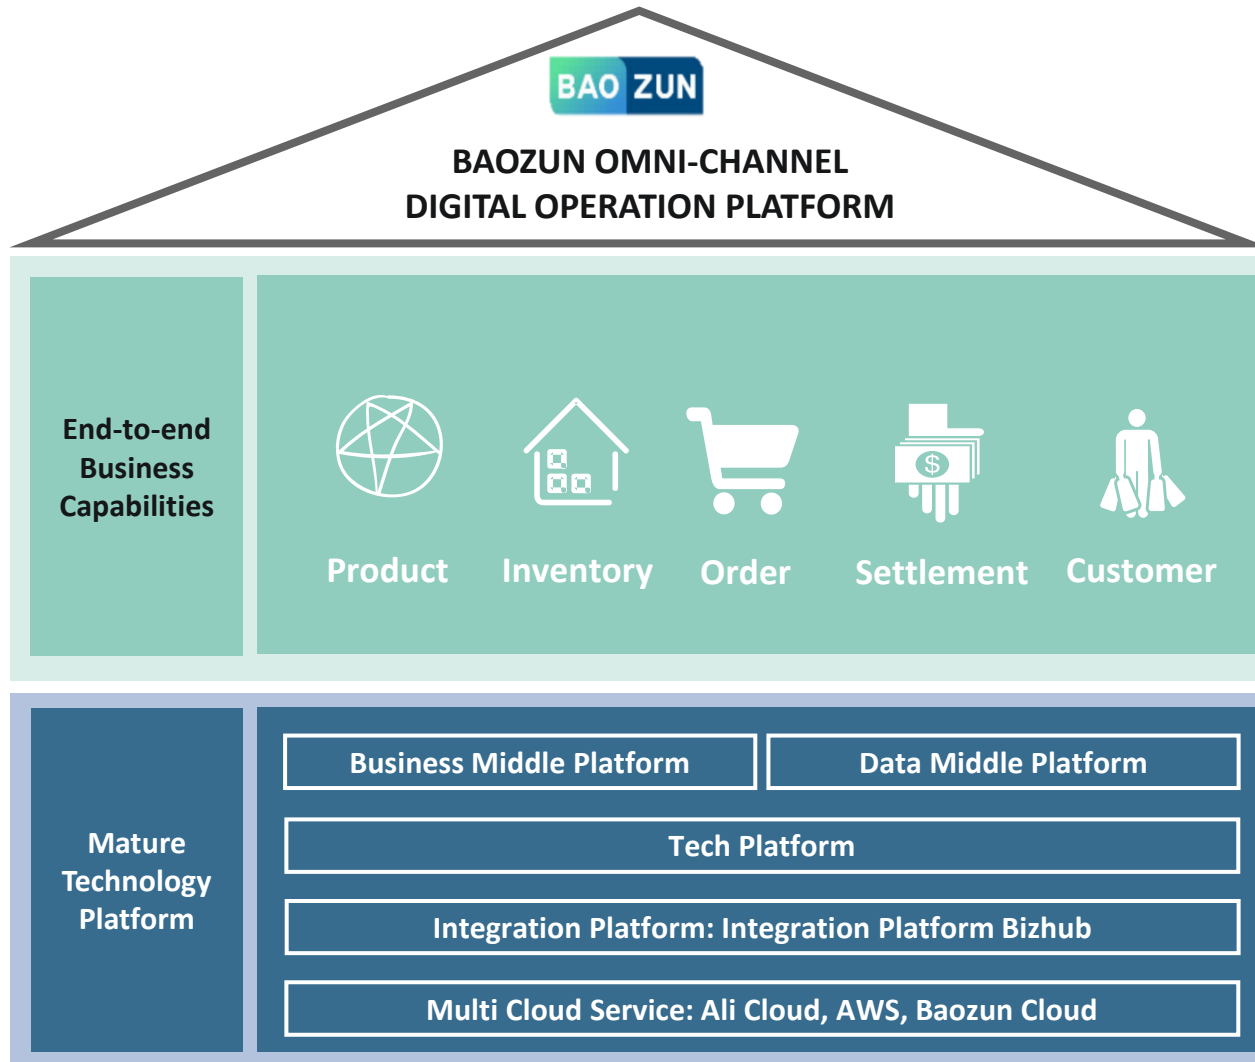 BAO ZUN
BAOZUN OMNI-CHANNEL
DIGITAL OPERATION PLATFORM
End-to-end
Business
Capabilities
$
Product
Inventory
Order
Settlement
Customer
Mature
Technology
Platform
Business Middle Platform
Data Middle Platform
Tech Platform
Integration Platform: Integration Platform Bizhub
Multi Cloud Service: Ali Cloud, AWS, Baozun Cloud